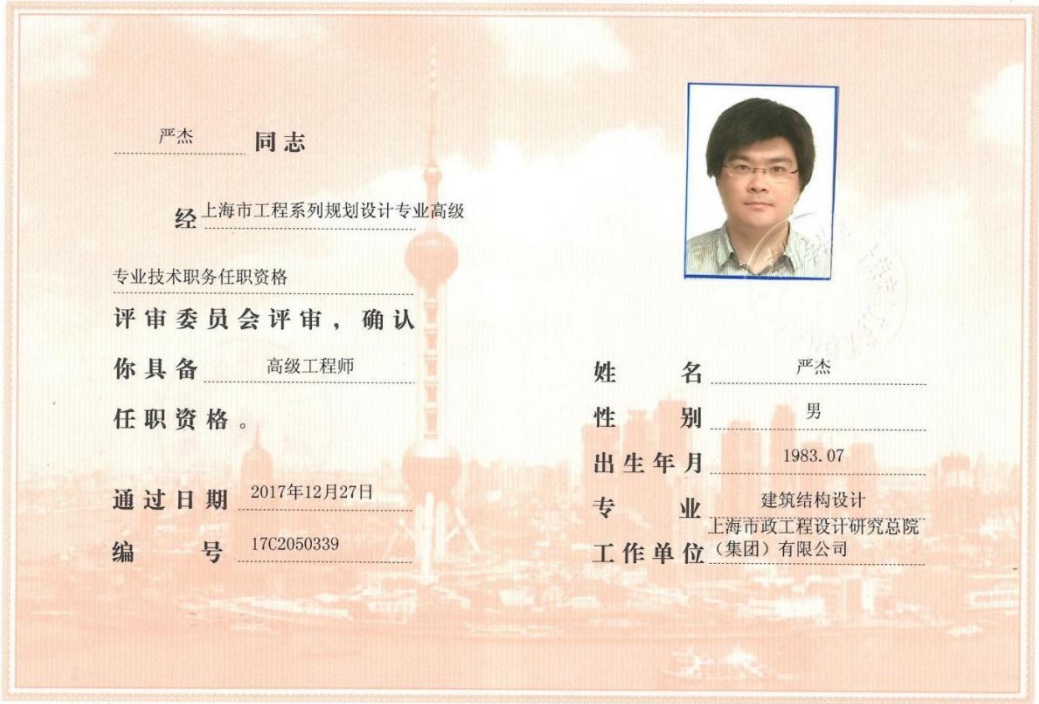 严杰 同志
经 上海市工程系列规划设计专业高级
专业技术职务任职资格
评审委员会评审，确认
你具备 高级工程师
任职资格。
通过日期 2017年12月27日
编号 17C2050339
姓名 严杰
性别 男
出生年月 1983.07
专业 建筑结构设计
工作单位 上海市政工程设计研究总院
（集团）有限公司